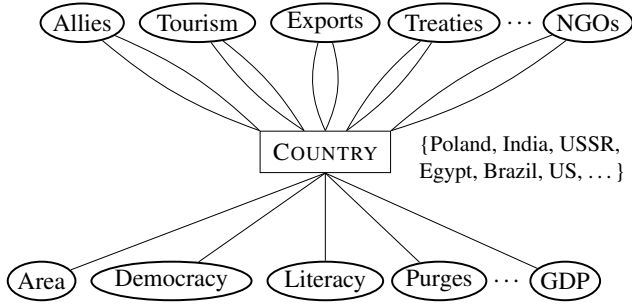 Allies Tourism Exports Treaties ··· NGOs
COUNTRY
{Poland, India, USSR,
Egypt, Brazil, US, ... }
Area Democracy Literacy Purges ··· GDP